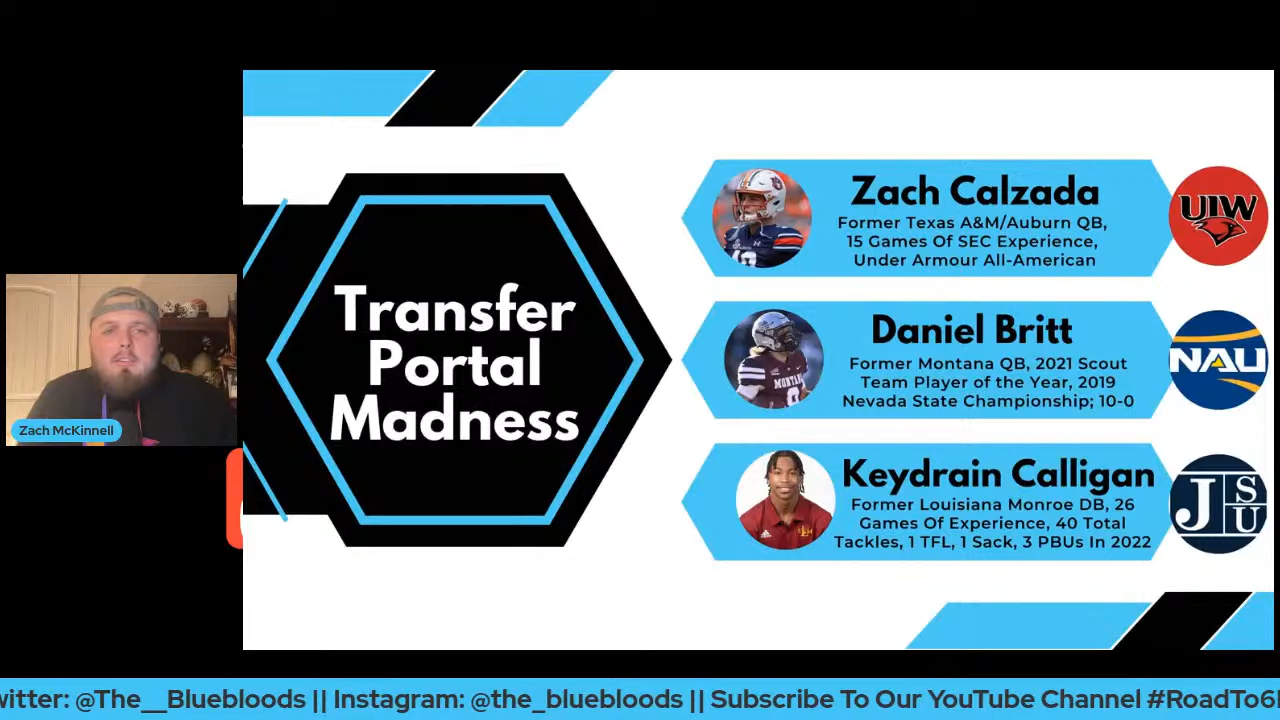 Transfer
Portal
Madness
Zach Calzada
Former Texas A&M/Auburn QB,
15 Games Of SEC Experience,
Under Armour All-American
UIW
Daniel Britt
Former Montana QB, 2021 Scout
Team Player of the Year, 2019
Nevada State Championship; 10-0
MONTANA
NAU
Keydrain Calligan
Former Louisiana Monroe DB, 26
Games Of Experience, 40 Total
Tackles, 1 TFL, 1 Sack, 3 PBUs In 2022
JSU
Zach McKinnell
witter: @The__Bluebloods || Instagram: @the_bluebloods || Subscribe To Our YouTube Channel #RoadTo6